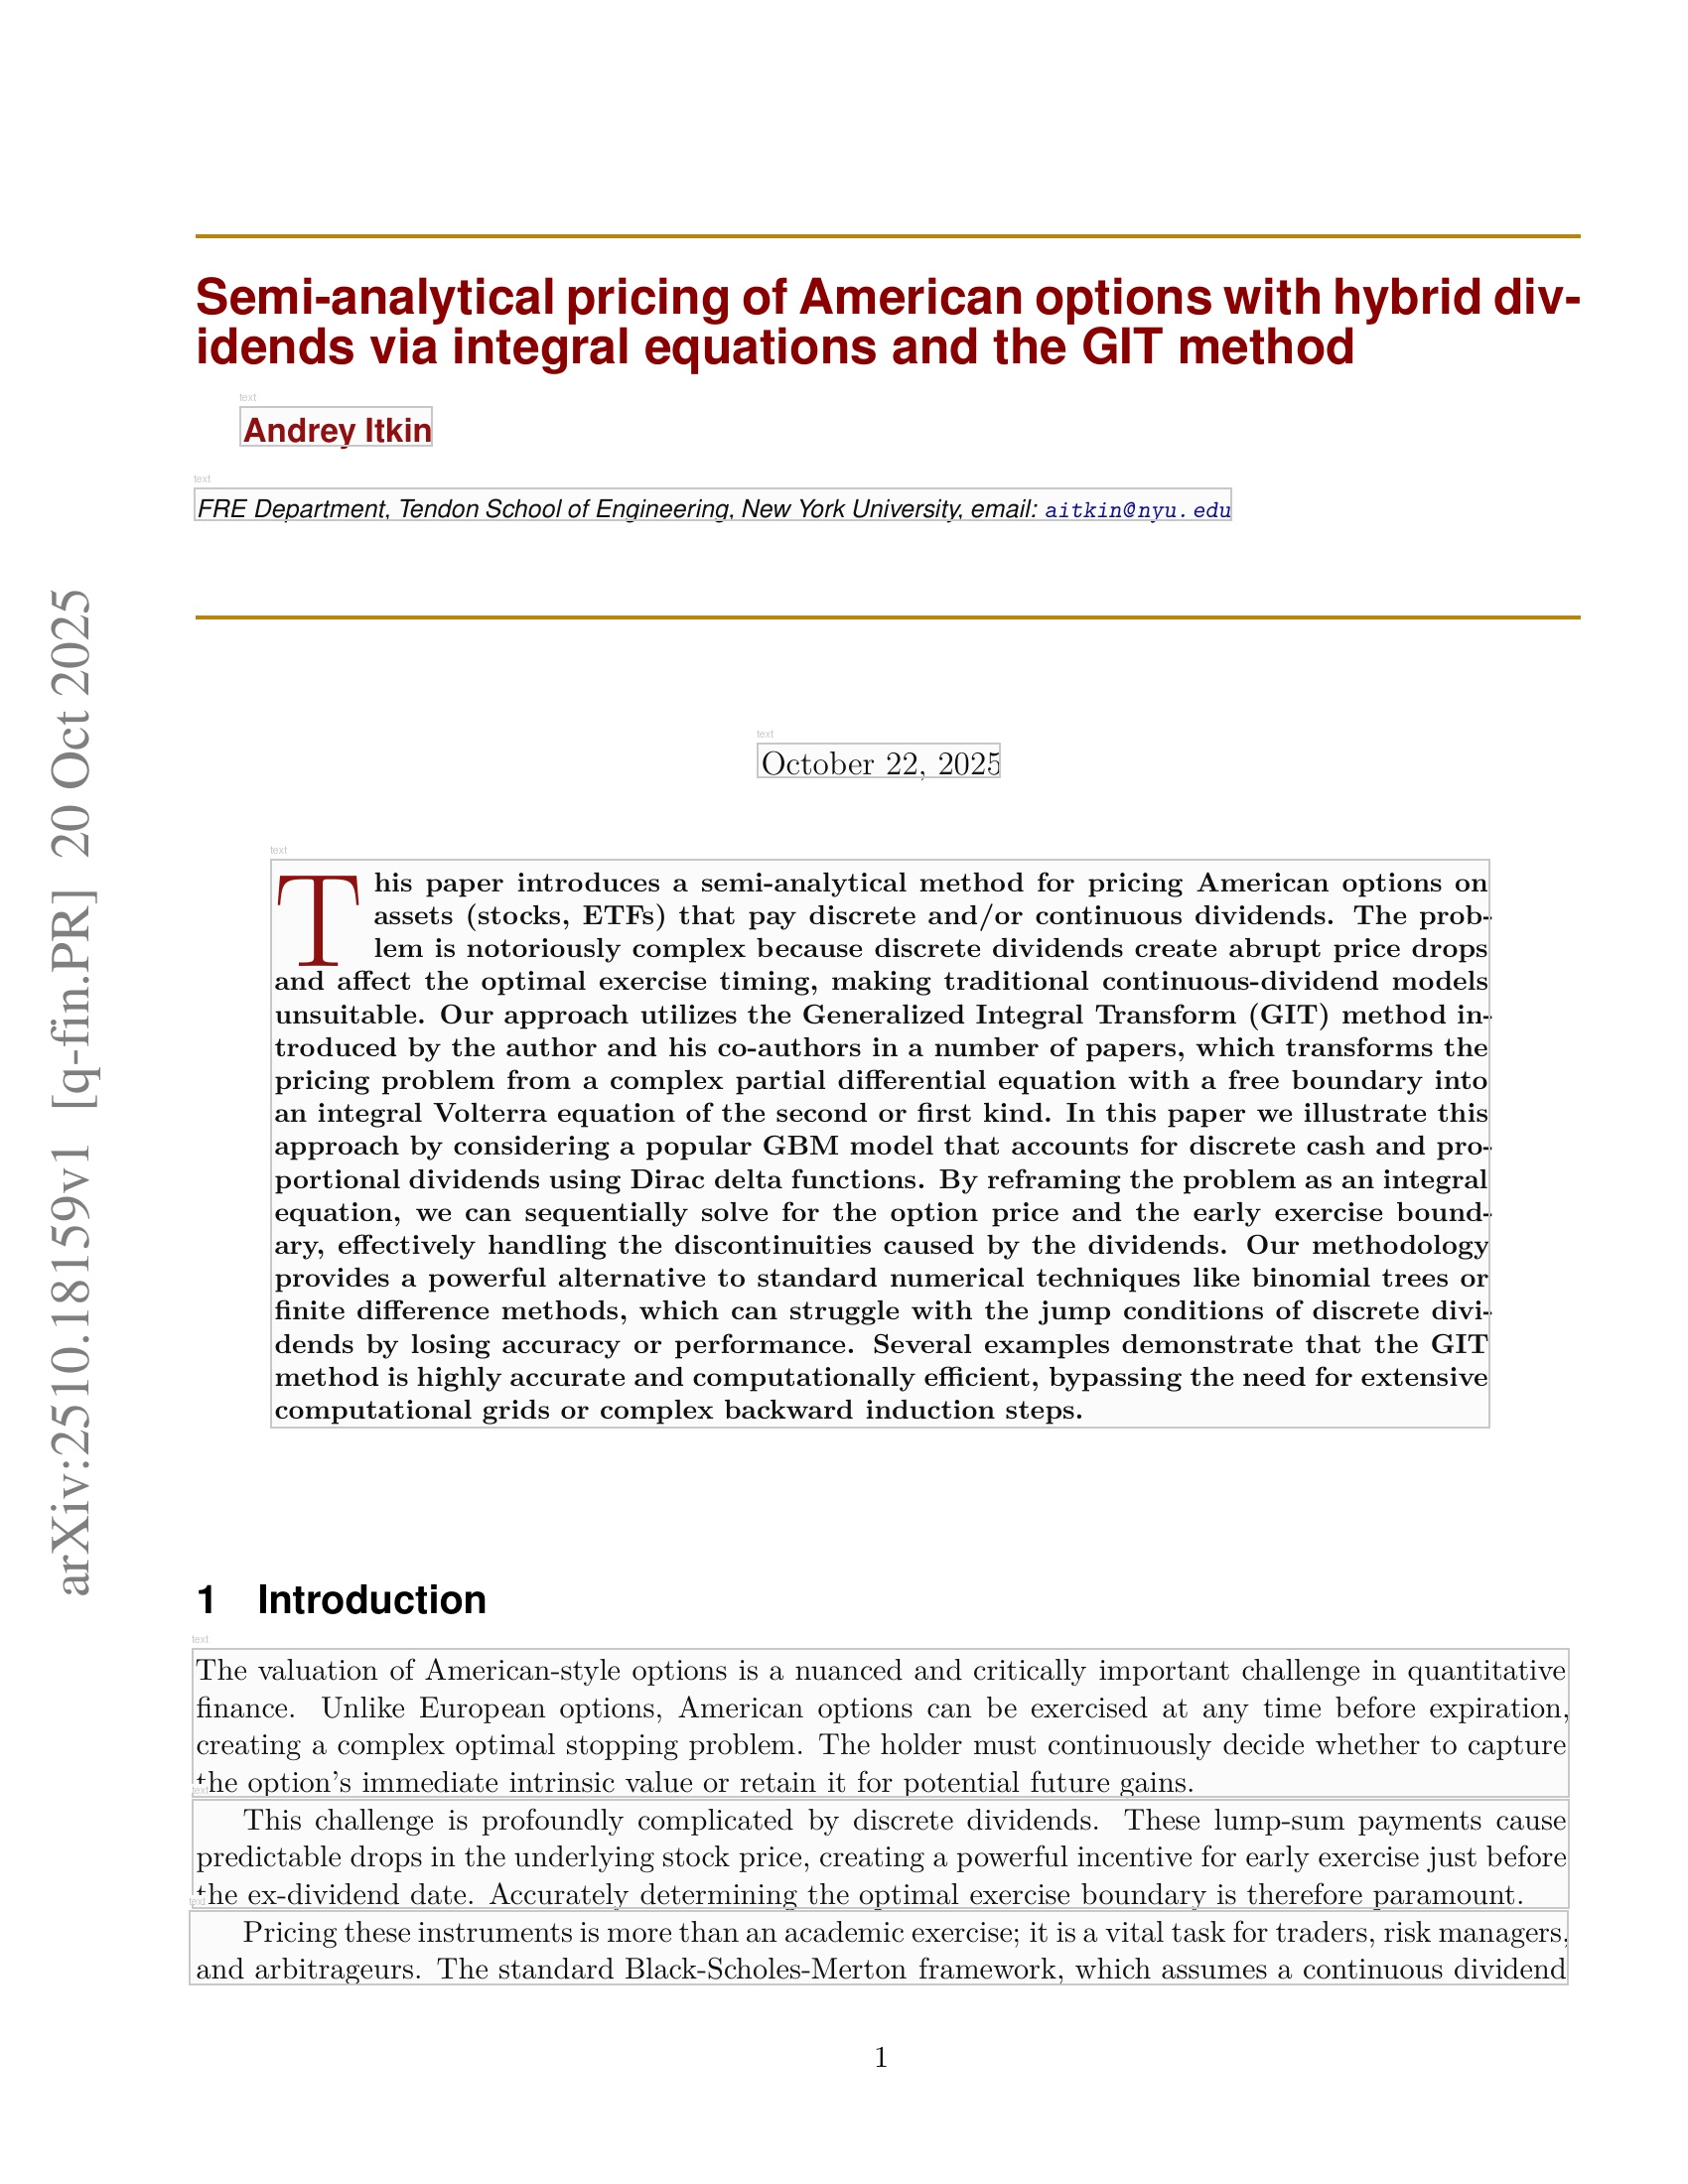 Semi-analytical pricing of American options with hybrid div-
idends via integral equations and the GIT method
text
Andrey Itkin
text
FRE Department, Tendon School of Engineering, New York University, email: aitkin@nyu.edu
arXiv:2510.18159v1 [q-fin.PR] 20 Oct 2025
text
October 22, 2025
text
This paper introduces a semi-analytical method for pricing American options on
assets (stocks, ETFs) that pay discrete and/or continuous dividends. The prob-
lem is notoriously complex because discrete dividends create abrupt price drops
and affect the optimal exercise timing, making traditional continuous-dividend models
unsuitable. Our approach utilizes the Generalized Integral Transform (GIT) method in-
troduced by the author and his co-authors in a number of papers, which transforms the
pricing problem from a complex partial differential equation with a free boundary into
an integral Volterra equation of the second or first kind. In this paper we illustrate this
approach by considering a popular GBM model that accounts for discrete cash and pro-
portional dividends using Dirac delta functions. By reframing the problem as an integral
equation, we can sequentially solve for the option price and the early exercise bound-
ary, effectively handling the discontinuities caused by the dividends. Our methodology
provides a powerful alternative to standard numerical techniques like binomial trees or
finite difference methods, which can struggle with the jump conditions of discrete divi-
dends by losing accuracy or performance. Several examples demonstrate that the GIT
method is highly accurate and computationally efficient, bypassing the need for extensive
computational grids or complex backward induction steps.
1 Introduction
text
The valuation of American-style options is a nuanced and critically important challenge in quantitative
finance. Unlike European options, American options can be exercised at any time before expiration,
creating a complex optimal stopping problem. The holder must continuously decide whether to capture
the option's immediate intrinsic value or retain it for potential future gains.
text
This challenge is profoundly complicated by discrete dividends. These lump-sum payments cause
predictable drops in the underlying stock price, creating a powerful incentive for early exercise just before
the ex-dividend date. Accurately determining the optimal exercise boundary is therefore paramount.
text
Pricing these instruments is more than an academic exercise; it is a vital task for traders, risk managers,
and arbitrageurs. The standard Black-Scholes-Merton framework, which assumes a continuous dividend
1